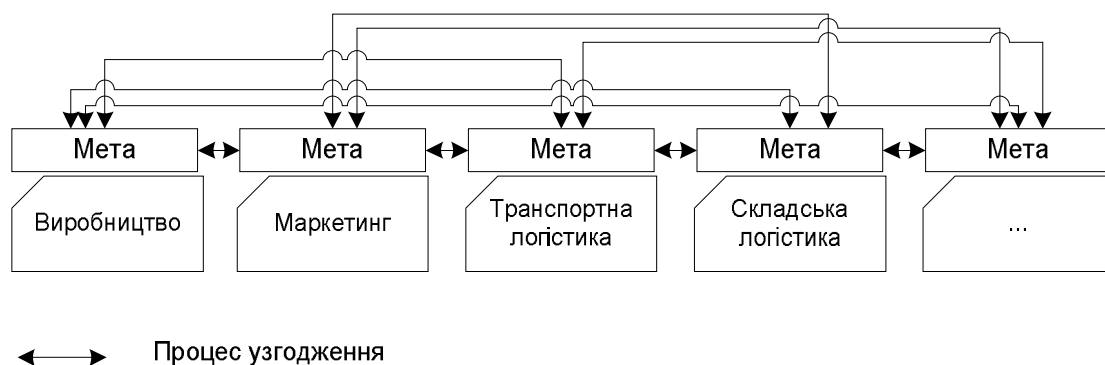 Мета Мета Мета Мета Мета
Виробництво
Маркетинг
Транспортна
логістика
Складська
логістика
...
Процес узгодження